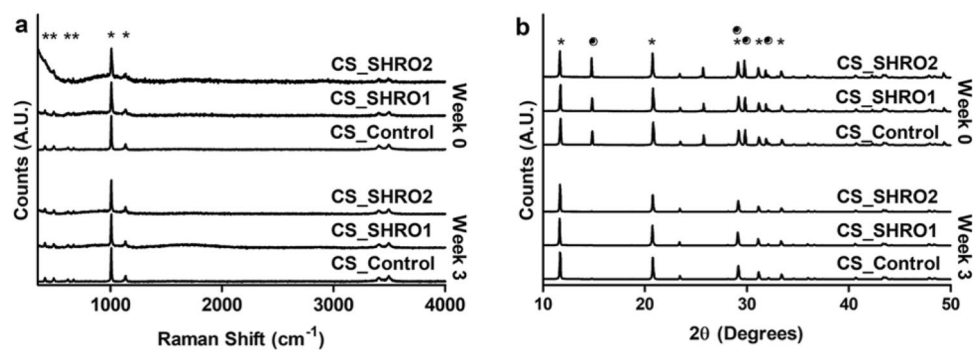 a
** ** * *
CS_SHRO2
CS_SHRO1
CS_Control
Week 0
CS_SHRO2
CS_SHRO1
CS_Control
Week 3
Counts (A.U.)
1000
2000
3000
4000
Raman Shift (cm⁻¹)
b
* * * * *
CS_SHRO2
CS_SHRO1
CS_Control
Week 0
CS_SHRO2
CS_SHRO1
CS_Control
Week 3
Counts (A.U.)
10
20
30
40
50
2θ (Degrees)